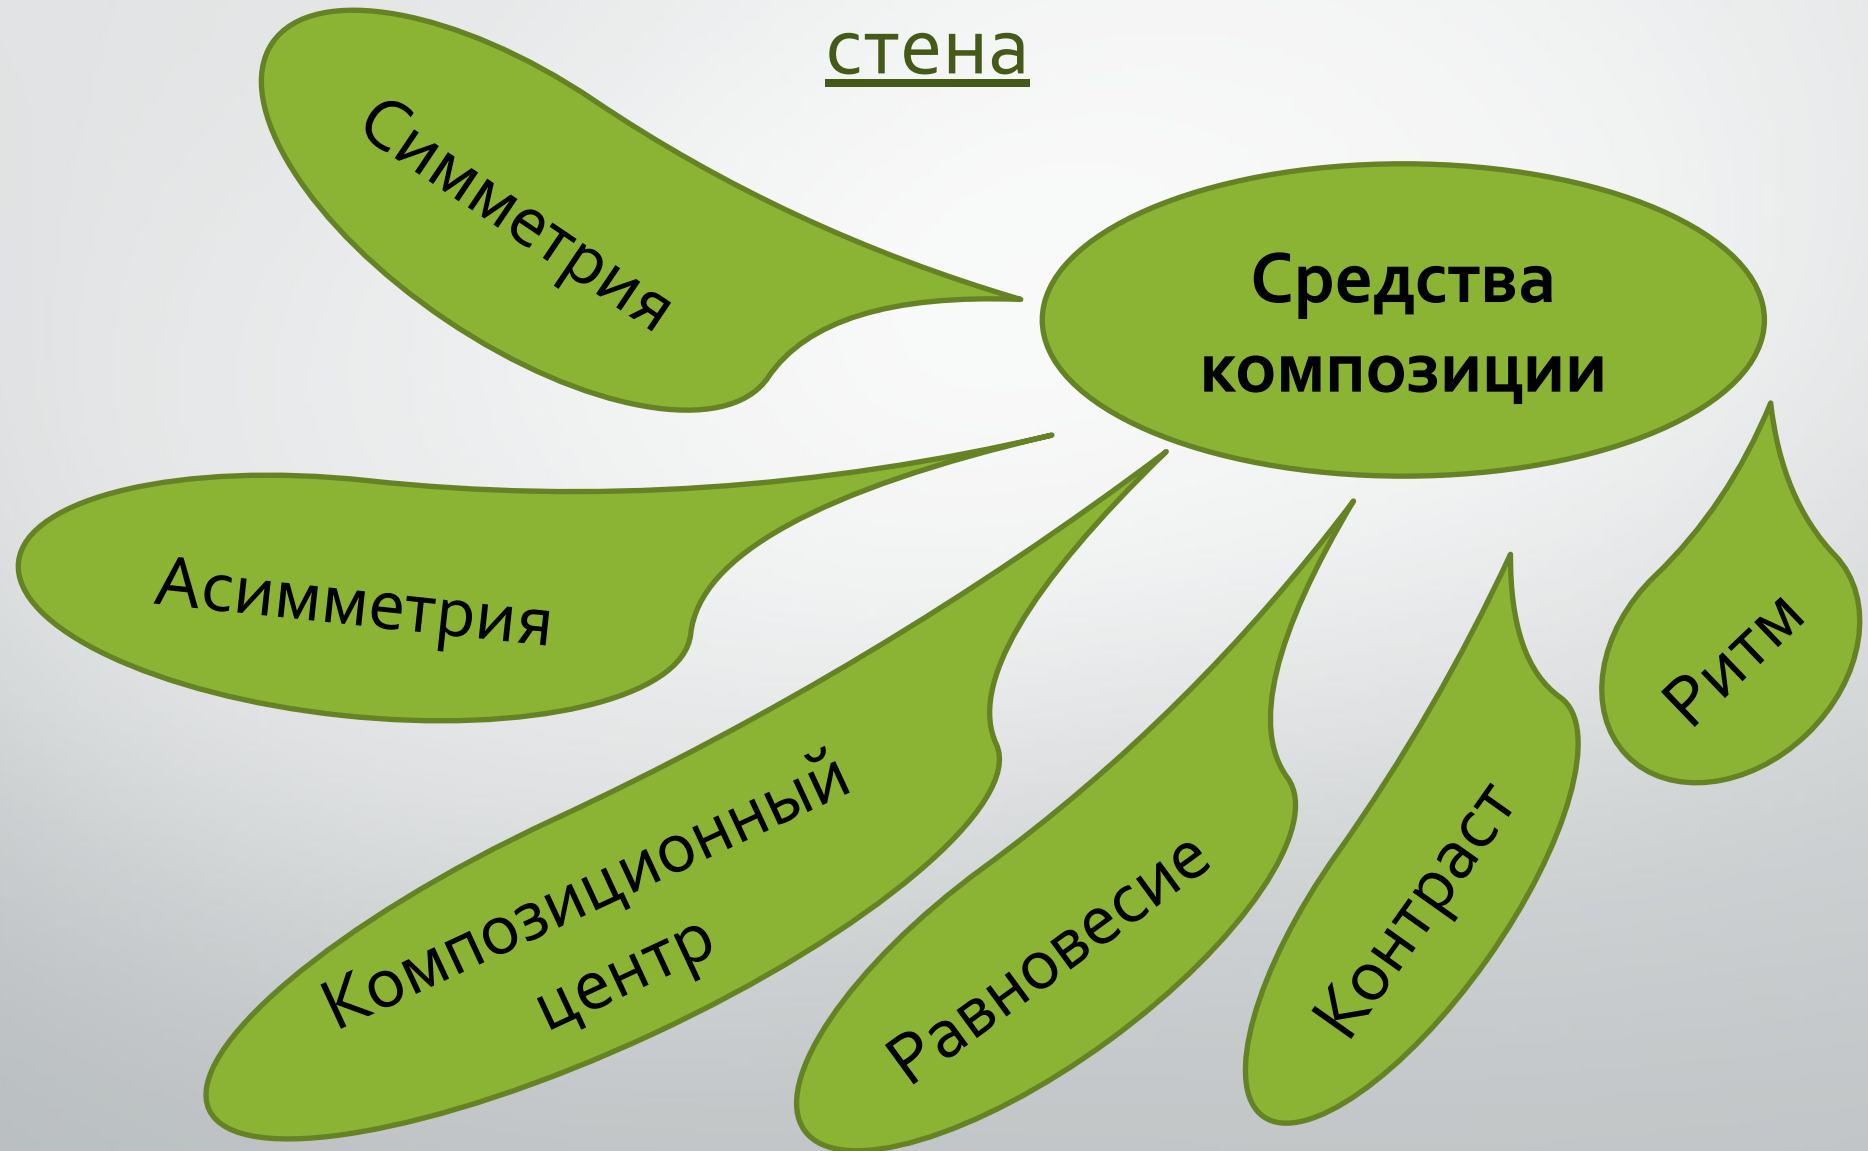 стена
Средства
композиции
Симметрия
Асимметрия
Композиционный
центр
Равновесие
Контраст
Ритм